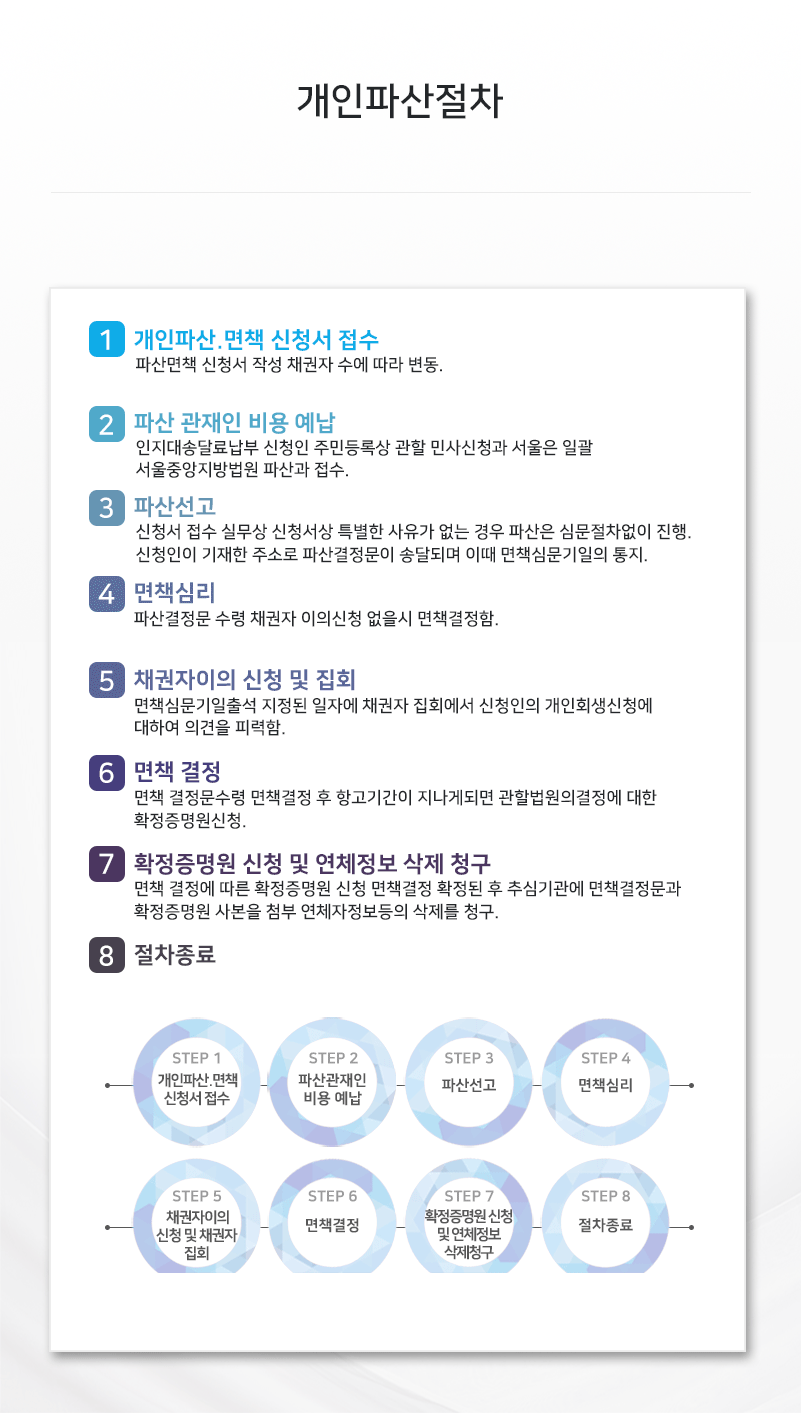 개인파산절차
1 개인파산.면책 신청서 접수
파산면책 신청서 작성 채권자 수에 따라 변동.
2 파산 관재인 비용 예납
인지대송달료납부 신청인 주민등록상 관할 민사신청과 서울은 일괄
서울중앙지방법원 파산과 접수.
3 파산선고
신청서 접수 실무상 신청서상 특별한 사유가 없는 경우 파산은 심문절차없이 진행.
신청인이 기재한 주소로 파산결정문이 송달되며 이때 면책심문기일의 통지.
4 면책심리
파산결정문 수령 채권자 이의신청 없을시 면책결정함.
5 채권자이의 신청 및 집회
면책심문기일출석 지정된 일자에 채권자 집회에서 신청인의 개인회생신청에
대하여 의견을 피력함.
6 면책 결정
면책 결정문수령 면책결정 후 항고기간이 지나게되면 관할법원의결정에 대한
확정증명원신청.
7 확정증명원 신청 및 연체정보 삭제 청구
면책 결정에 따른 확정증명원 신청 면책결정 확정된 후 추심기관에 면책결정문과
확정증명원 사본을 첨부 연체자정보등의 삭제를 청구.
8 절차종료
STEP 1
개인파산.면책
신청서 접수
STEP 2
파산관재인
비용 예납
STEP 3
파산선고
STEP 4
면책심리
STEP 5
채권자이의
신청 및 채권자
집회
STEP 6
면책결정
STEP 7
확정증명원 신청
및 연체정보
삭제청구
STEP 8
절차종료